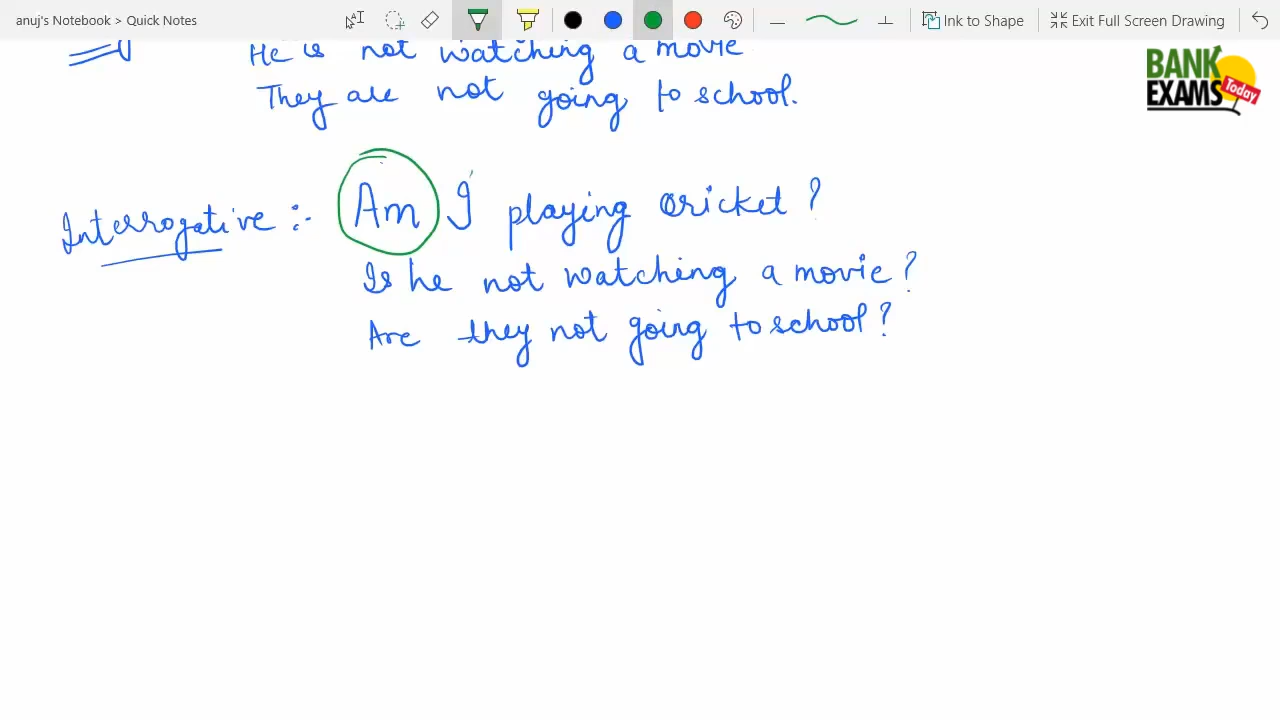 anuj's Notebook > Quick Notes
Ink to Shape
Exit Full Screen Drawing
BANK
EXAMS Today
He is not watching a movie
They are not going to school.
Interrogative :- Am I playing cricket ?
Is he not watching a movie ?
Are they not going to school ?